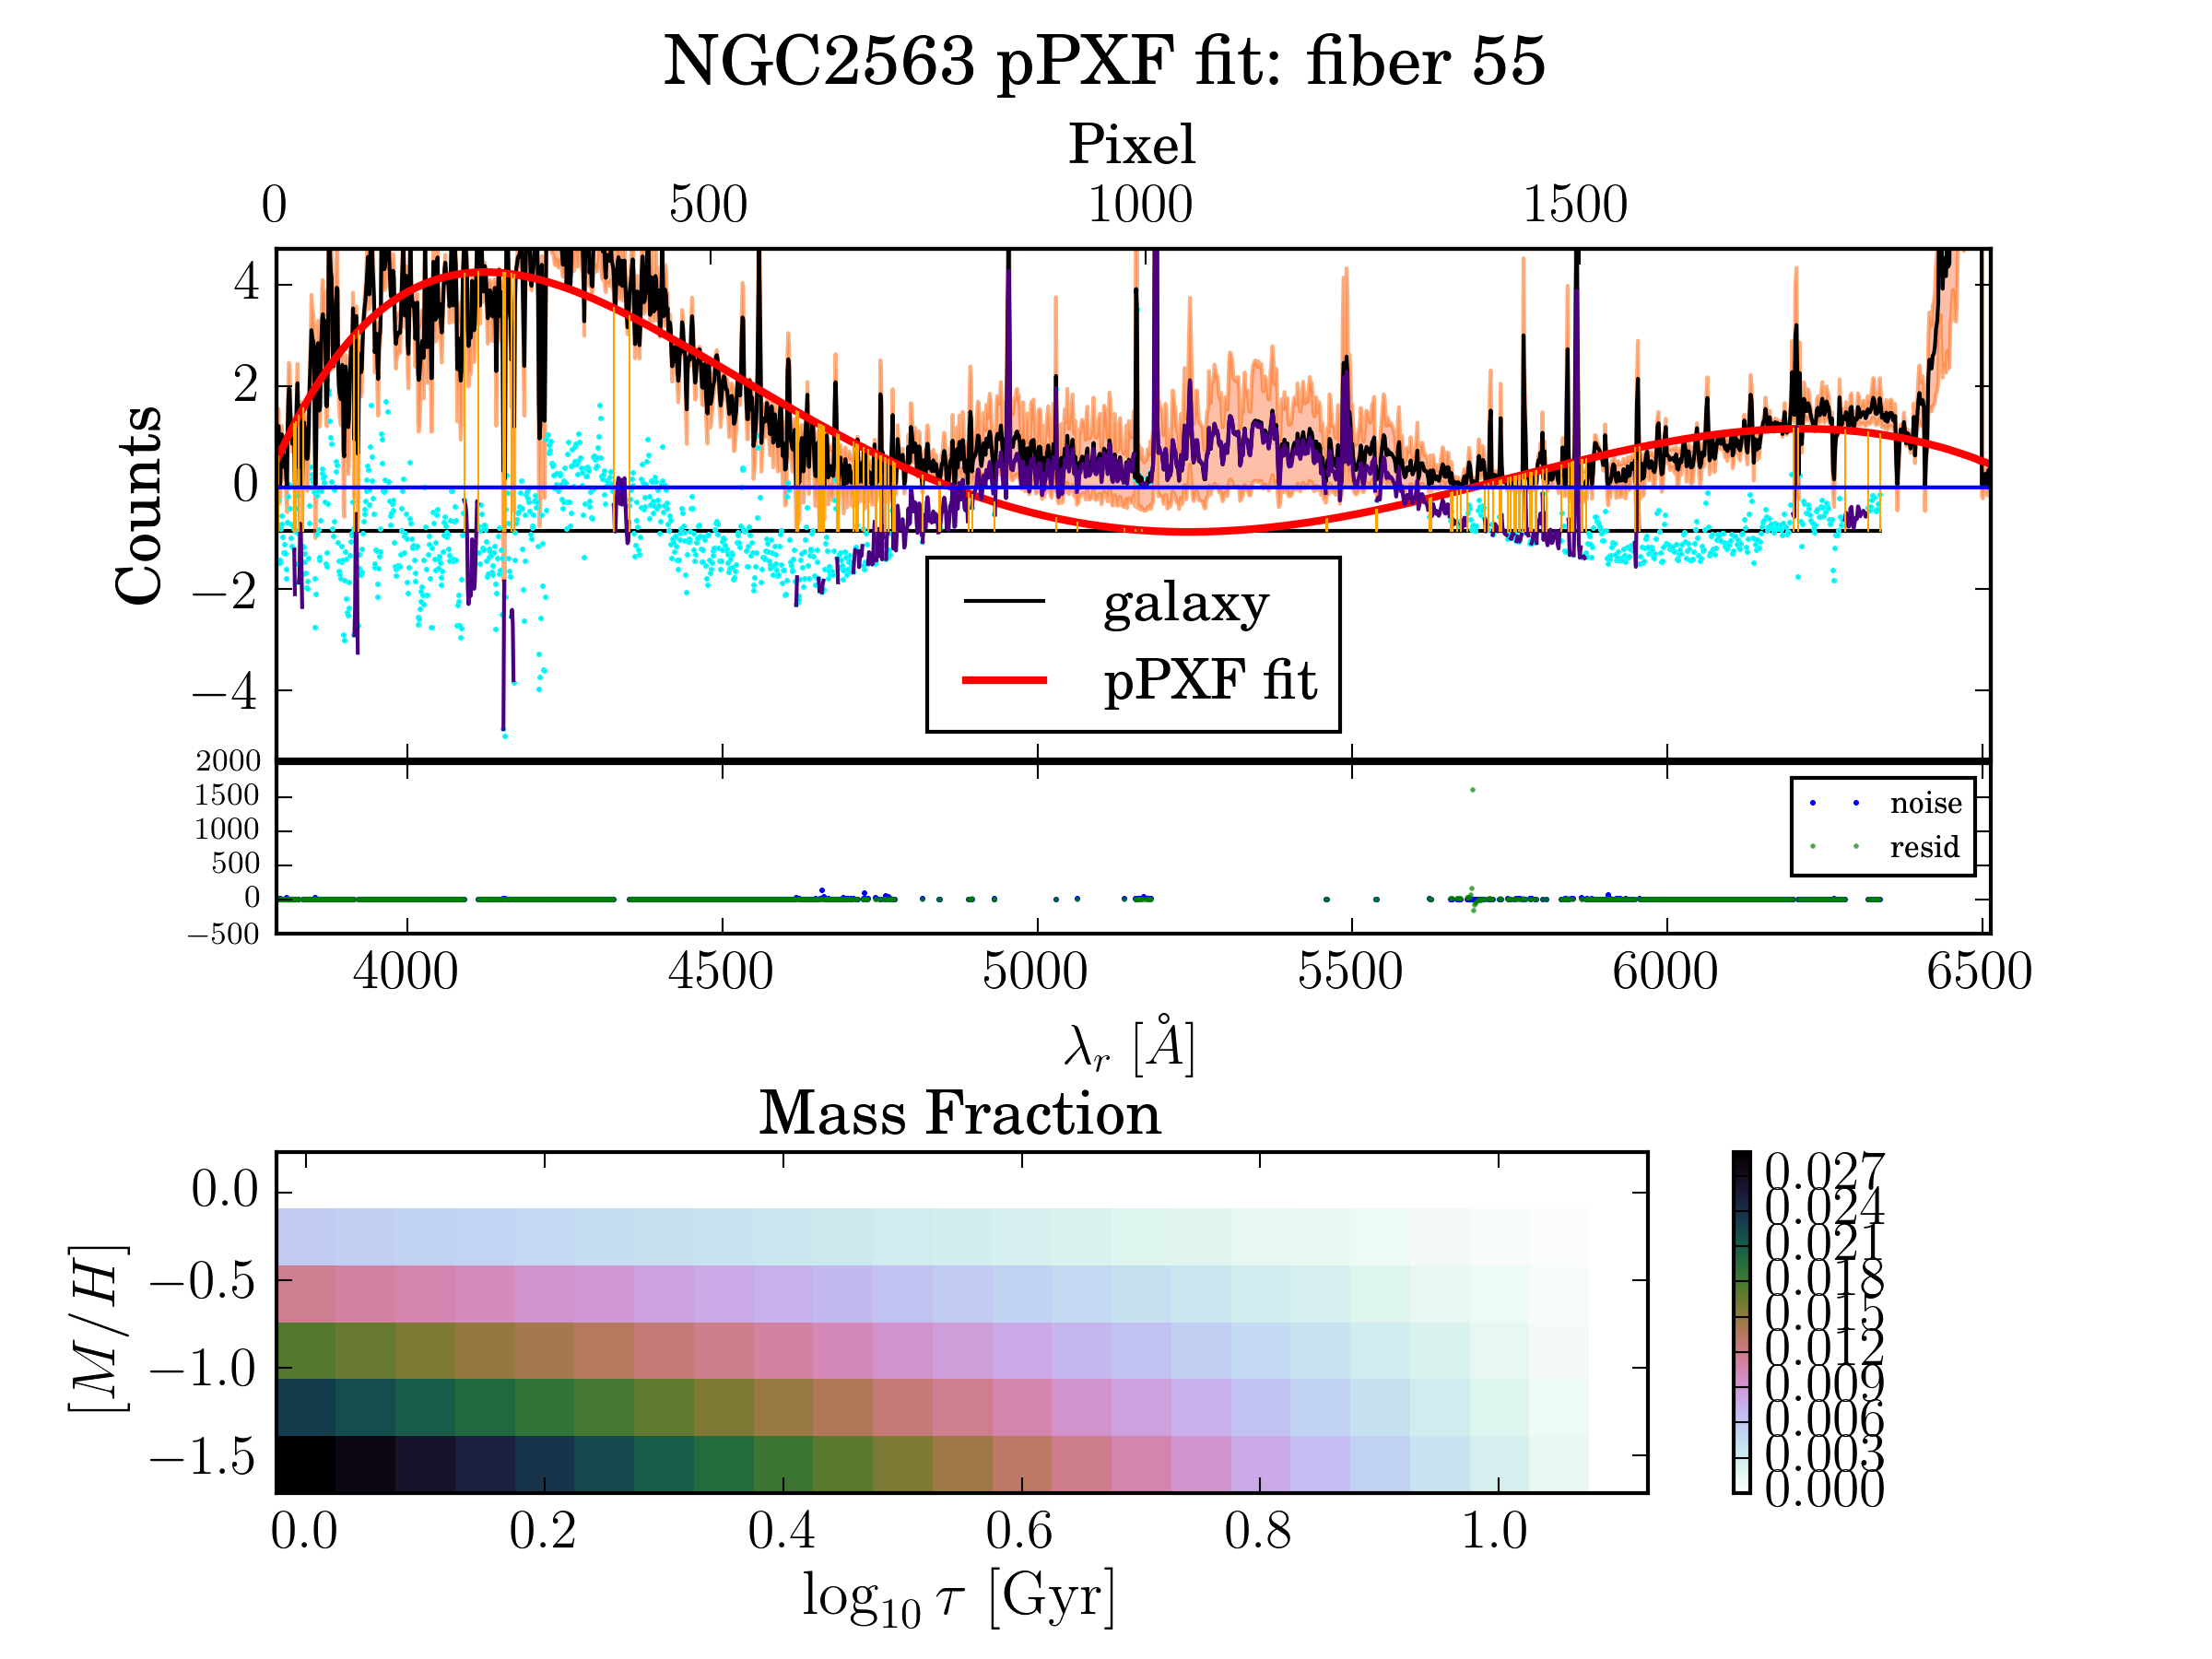 NGC2563 pPXF fit: fiber 55
Pixel
0 500 1000 1500
4
2
0
−2
−4
Counts
galaxy
pPXF fit
2000
1500
1000
500
0
−500
noise
resid
4000 4500 5000 5500 6000 6500
λr [Å]
Mass Fraction
0.0
−0.5
−1.0
−1.5
[M/H]
0.027
0.024
0.021
0.018
0.015
0.012
0.009
0.006
0.003
0.000
0.0 0.2 0.4 0.6 0.8 1.0
log10 τ [Gyr]